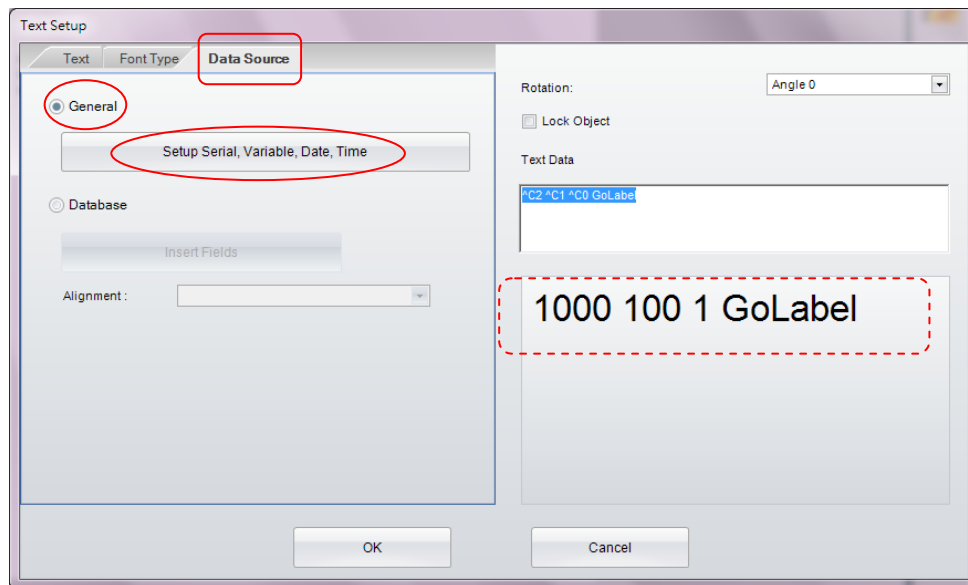 Text Setup
Text Font Type Data Source
General
Setup Serial, Variable, Date, Time
Database
Insert Fields
Alignment :
Rotation: Angle 0
Lock Object
Text Data
^C2 ^C1 ^C0 GoLabel
1000 100 1 GoLabel
OK Cancel